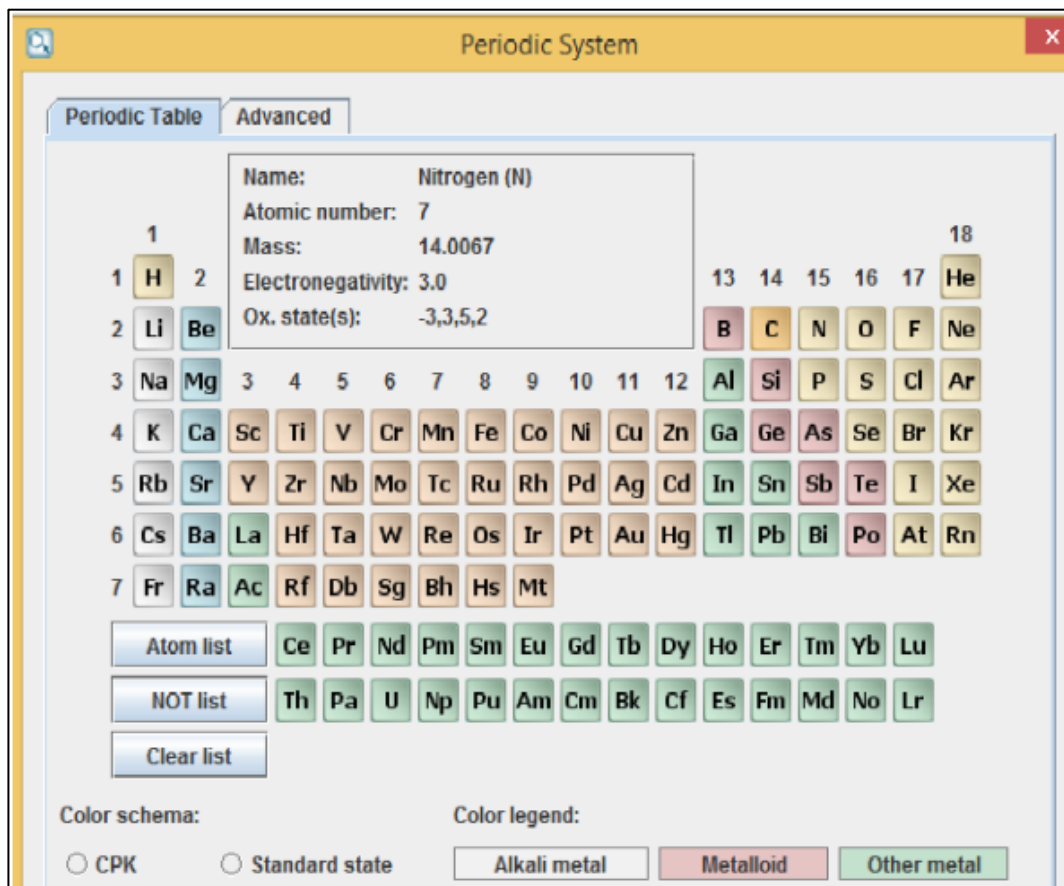 Periodic System
x
Periodic Table Advanced
Name: Nitrogen (N)
Atomic number: 7
Mass: 14.0067
Electronegativity: 3.0
Ox. state(s): -3,3,5,2
1 18
1 H 2 13 14 15 16 17 He
2 Li Be B C N O F Ne
3 Na Mg 3 4 5 6 7 8 9 10 11 12 Al Si P S Cl Ar
4 K Ca Sc Ti V Cr Mn Fe Co Ni Cu Zn Ga Ge As Se Br Kr
5 Rb Sr Y Zr Nb Mo Tc Ru Rh Pd Ag Cd In Sn Sb Te I Xe
6 Cs Ba La Hf Ta W Re Os Ir Pt Au Hg Tl Pb Bi Po At Rn
7 Fr Ra Ac Rf Db Sg Bh Hs Mt
Atom list Ce Pr Nd Pm Sm Eu Gd Tb Dy Ho Er Tm Yb Lu
NOT list Th Pa U Np Pu Am Cm Bk Cf Es Fm Md No Lr
Clear list
Color schema: Color legend:
CPK Standard state Alkali metal Metalloid Other metal